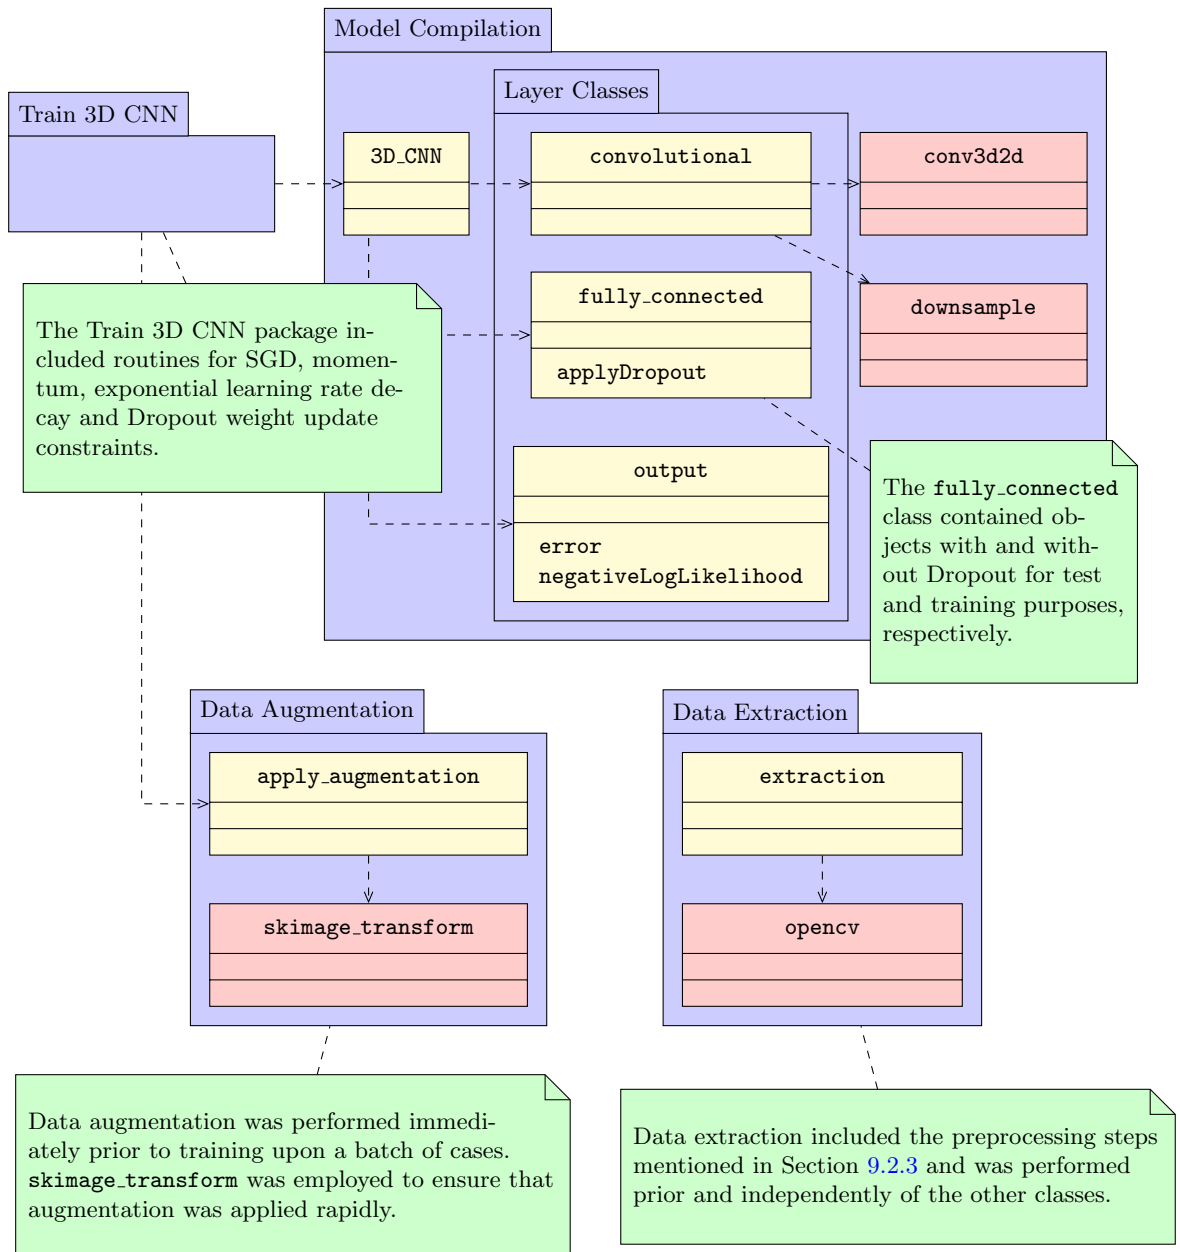 Model Compilation
Layer Classes
Train 3D CNN
3D_CNN
convolutional
conv3d2d
fully_connected
applyDropout
downsample
The Train 3D CNN package in-
cluded routines for SGD, momen-
tum, exponential learning rate de-
cay and Dropout weight update
constraints.
output
error
negativeLogLikelihood
The fully_connected
class contained ob-
jects with and with-
out Dropout for test
and training purposes,
respectively.
Data Augmentation
apply_augmentation
skimage_transform
Data Extraction
extraction
opencv
Data augmentation was performed immedi-
ately prior to training upon a batch of cases.
skimage_transform was employed to ensure that
augmentation was applied rapidly.
Data extraction included the preprocessing steps
mentioned in Section 9.2.3 and was performed
prior and independently of the other classes.